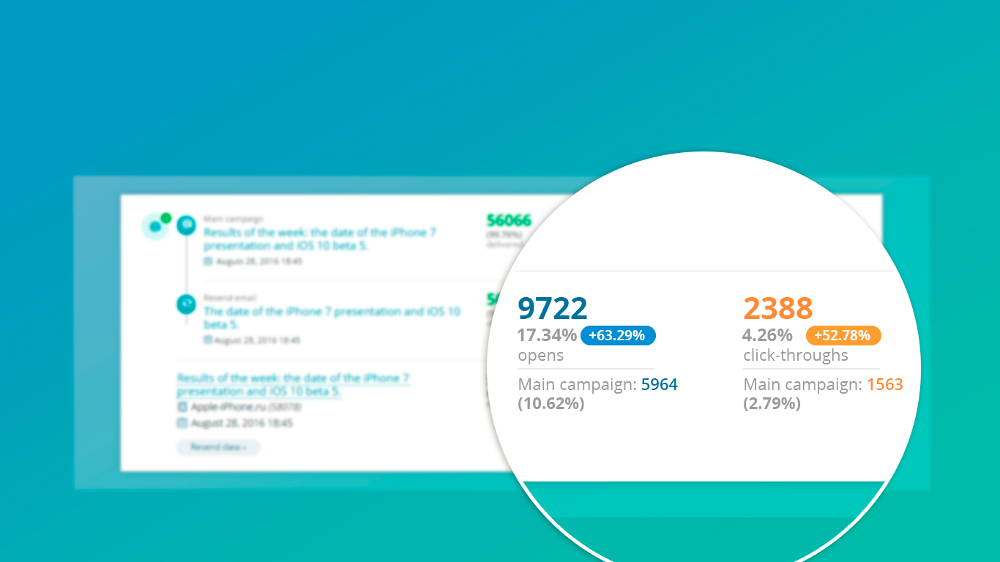 Main campaign
Results of the week: the date of the iPhone 7
presentation and iOS 10 beta 5.
August 28, 2016 18:45
56066
(99.76%)
delivered
Resend email
The date of the iPhone 7 presentation and iOS 10
beta 5.
August 28, 2016 18:45
Results of the week: the date of the iPhone 7
presentation and iOS 10 beta 5.
Apple-iPhone.ru (58078)
August 28, 2016 18:45
Resend data
9722
17.34% +63.29%
opens
Main campaign: 5964
(10.62%)
2388
4.26% +52.78%
click-throughs
Main campaign: 1563
(2.79%)